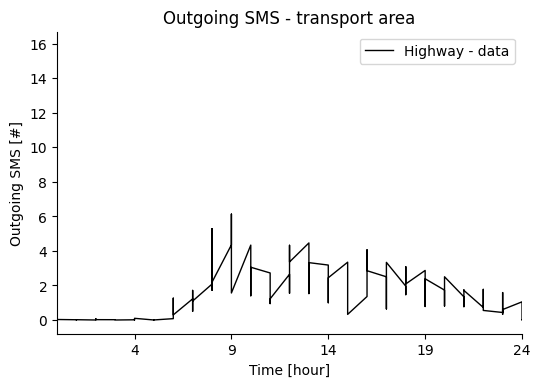 Outgoing SMS - transport area
Highway - data
Outgoing SMS [#]
16
14
12
10
8
6
4
2
0
4 9 14 19 24
Time [hour]